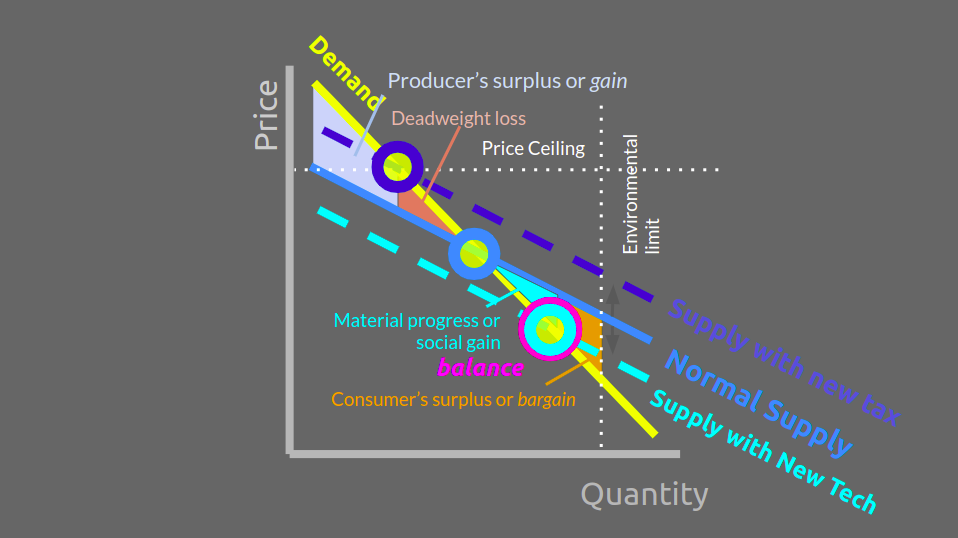 Demand
Producer's surplus or gain
Price
Deadweight loss
Price Ceiling
Environmental
limit
Supply with new tax
Material progress or
social gain
balance
Normal Supply
Consumer's surplus or bargain
Supply with New Tech
Quantity